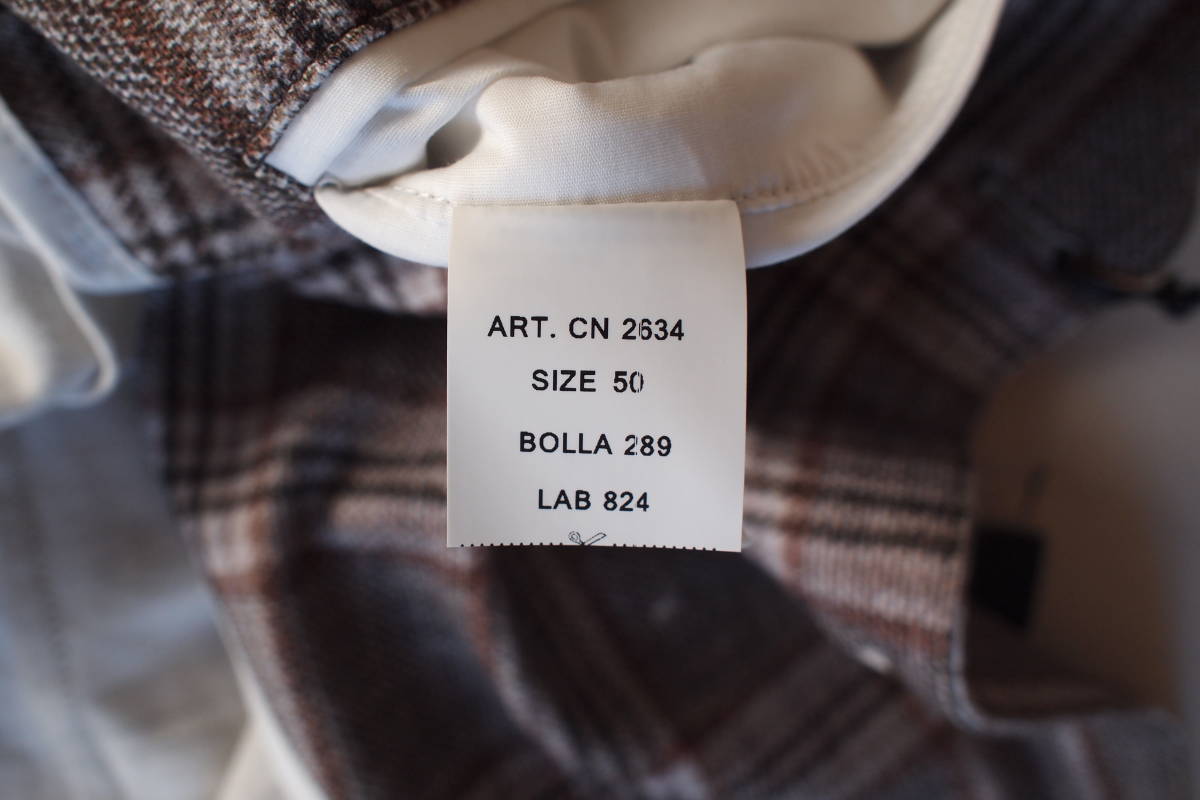 ART. CN 2634
SIZE 50
BOLLA 289
LAB 824